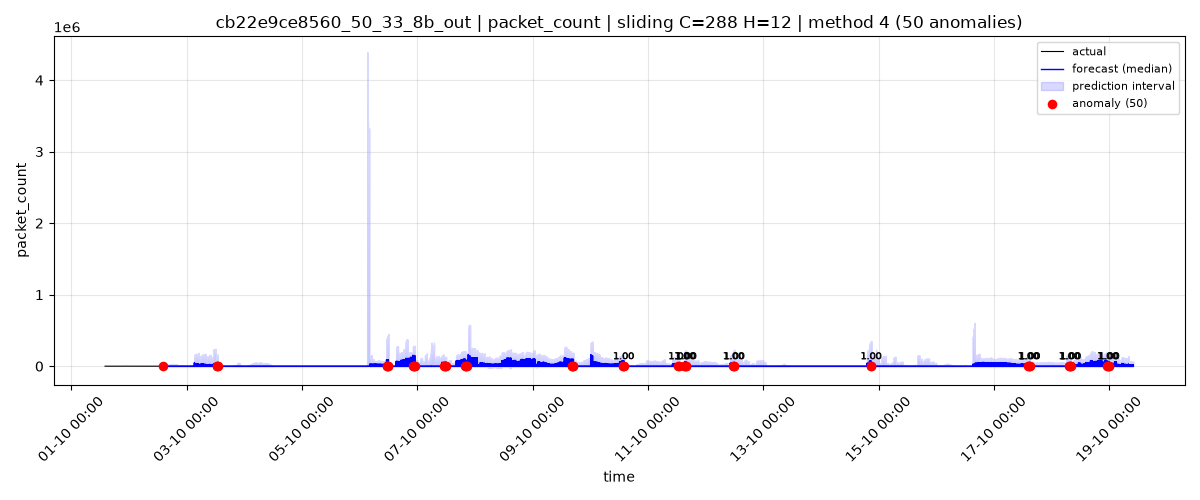 cb22e9ce8560_50_33_8b_out | packet_count | sliding C=288 H=12 | method 4 (50 anomalies)
1e6
actual
forecast (median)
prediction interval
anomaly (50)
4
3
2
1
0
packet_count
1.00
1.00
1.00
1.00
1.00
1.00
1.00
01-10 00:00
03-10 00:00
05-10 00:00
07-10 00:00
09-10 00:00
11-10 00:00
13-10 00:00
15-10 00:00
17-10 00:00
19-10 00:00
time